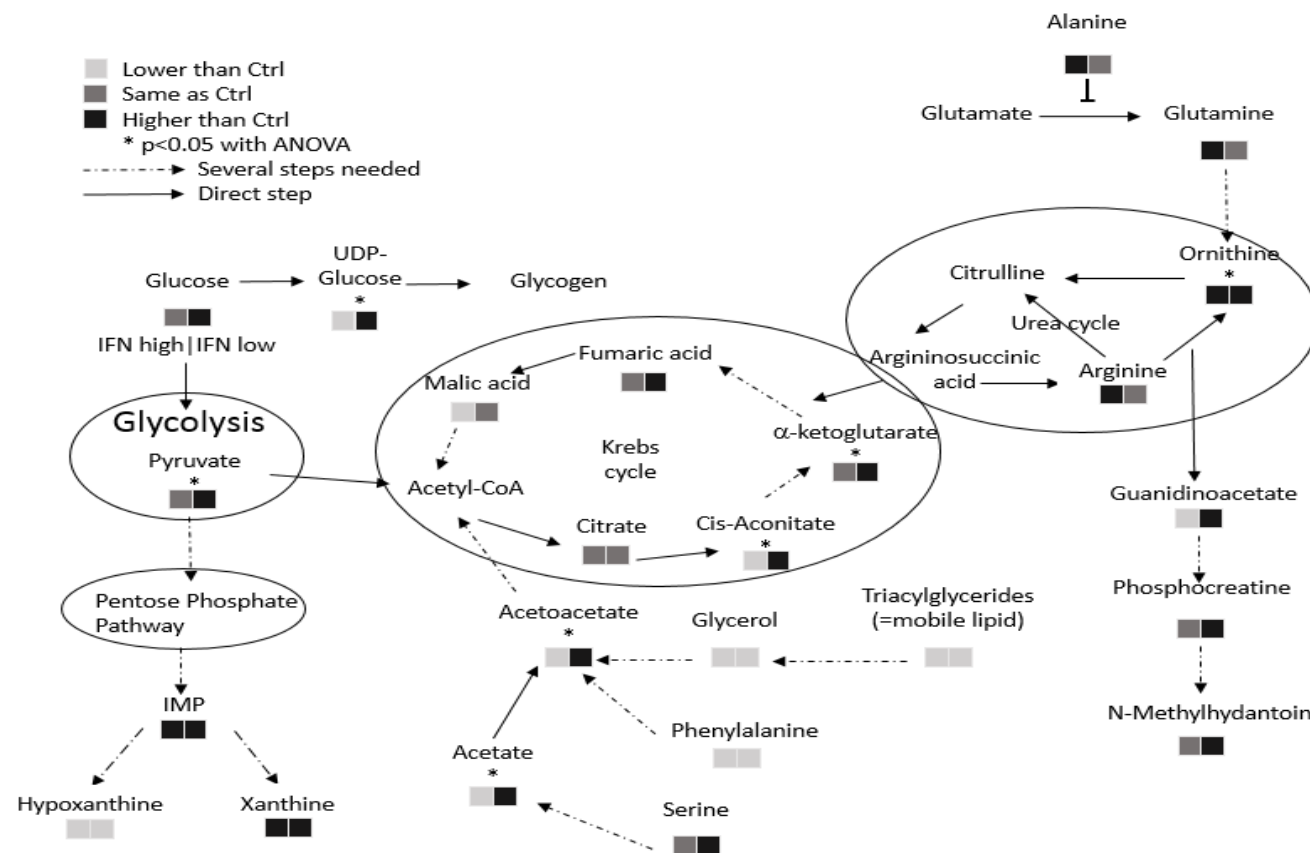 Alanine
Lower than Ctrl
Same as Ctrl
Higher than Ctrl
* p<0.05 with ANOVA
Several steps needed
Direct step
Glutamate
Glutamine
UDP-
Glucose
*
Glucose
Glycogen
IFN high|IFN low
Ornithine
*
Citrulline
Urea cycle
Argininosuccinic
acid
Arginine
Fumaric acid
Malic acid
Glycolysis
Pyruvate
*
Krebs
cycle
α-ketoglutarate
*
Acetyl-CoA
Citrate
Cis-Aconitate
*
Guanidinoacetate
Pentose Phosphate
Pathway
Acetoacetate
*
Glycerol
Triacylglycerides
(=mobile lipid)
Phosphocreatine
IMP
N-Methylhydantoin
Phenylalanine
Acetate
*
Hypoxanthine
Xanthine
Serine